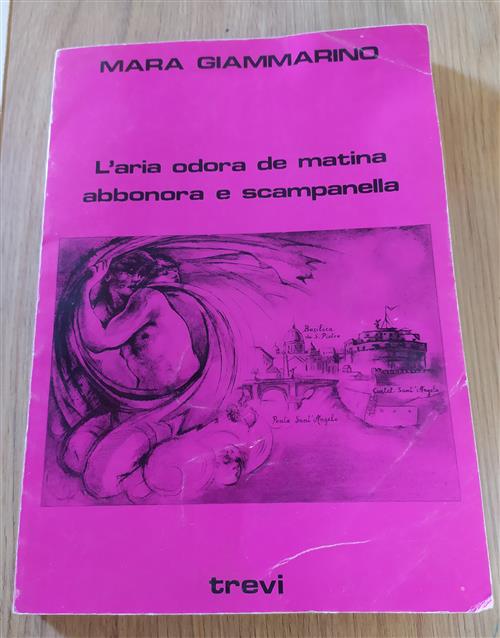 MARA GIAMMARINO
L'aria odora de matina
abbonora e scampanella
Basilica
di S. Pietro
Castel Sant'Angelo
Ponte Sant'Angelo
trevi